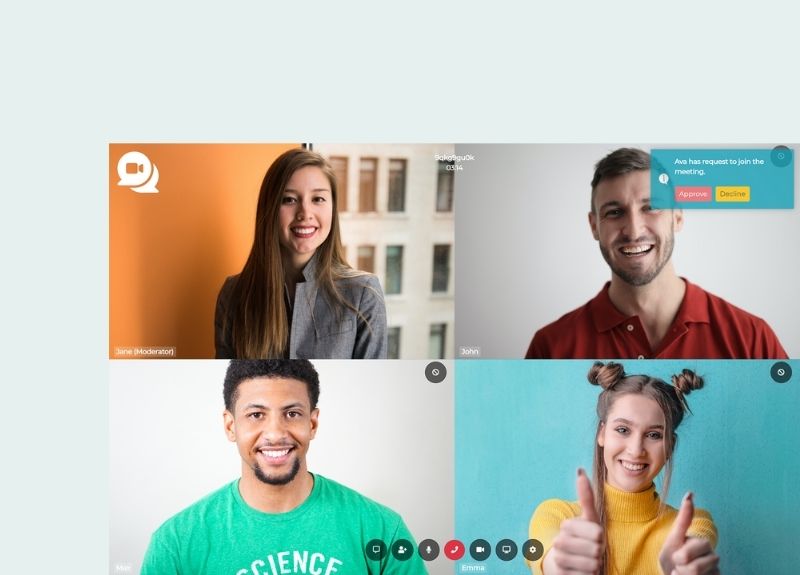 9qkg9gu0k
03:14
Ava has request to join the
meeting.
Approve Decline
Jane (Moderator)
John
SCIENCE
Max
Emma